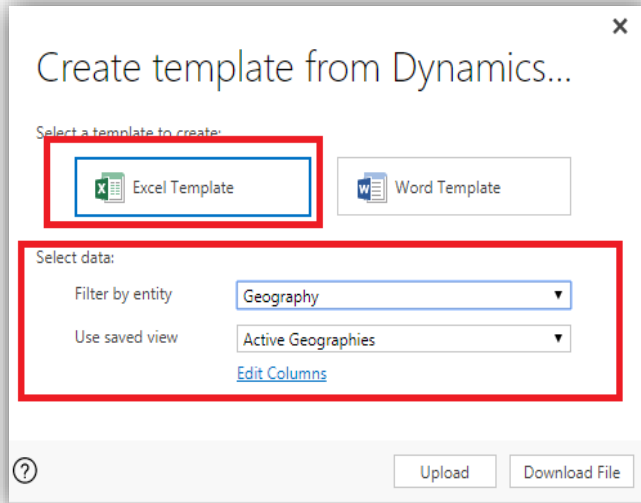 Create template from Dynamics...
Select a template to create:
Excel Template
Word Template
Select data:
Filter by entity
Geography
Use saved view
Active Geographies
Edit Columns
Upload
Download File